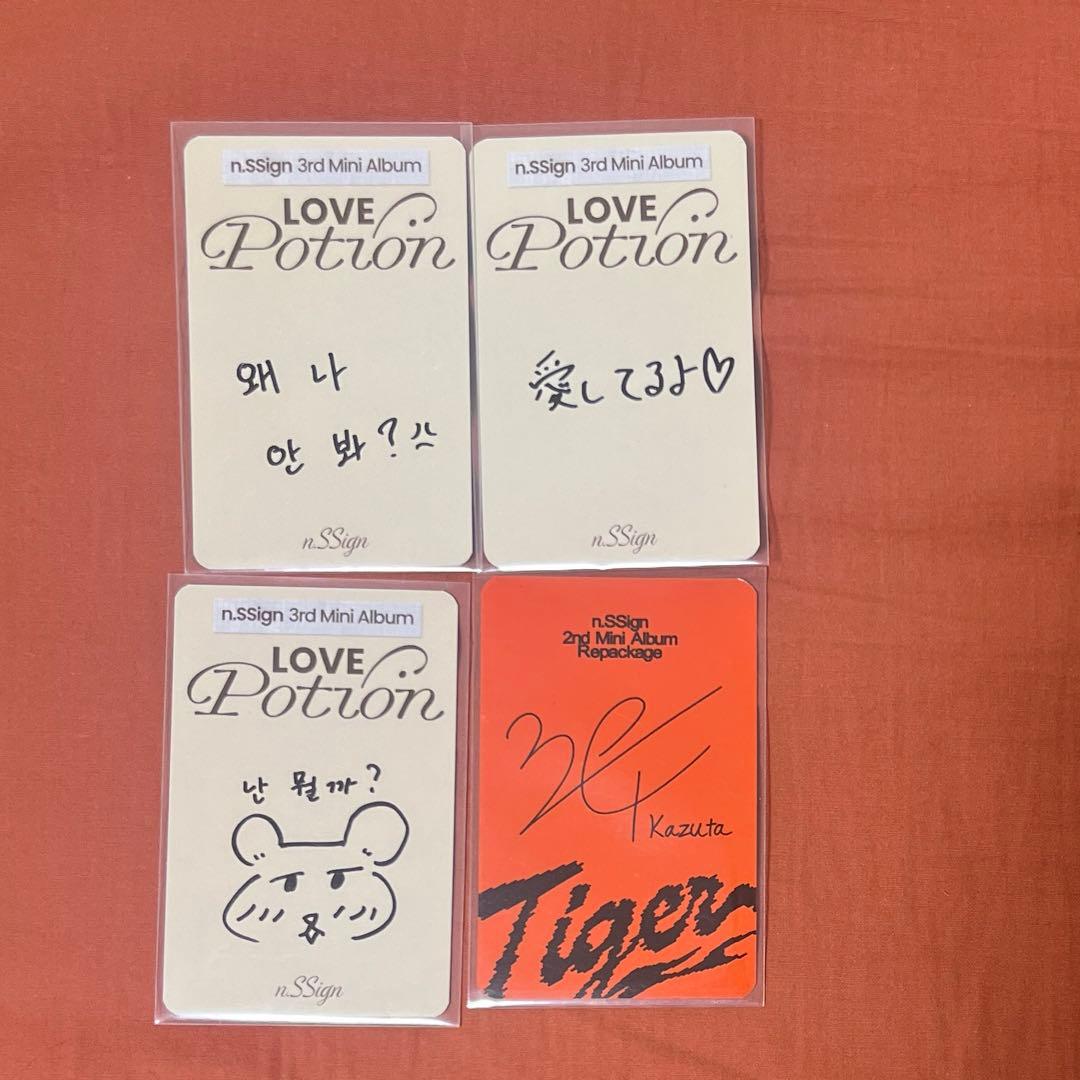 n.SSign 3rd Mini Album
LOVE
Potion
왜 나
안 봐?
n.SSign
n.SSign 3rd Mini Album
LOVE
Potion
愛してるよ♡
n.SSign
n.SSign 3rd Mini Album
LOVE
Potion
난 뭘까?
n.SSign
n.SSign
2nd Mini Album
Repackage
Kazuta
Tiger